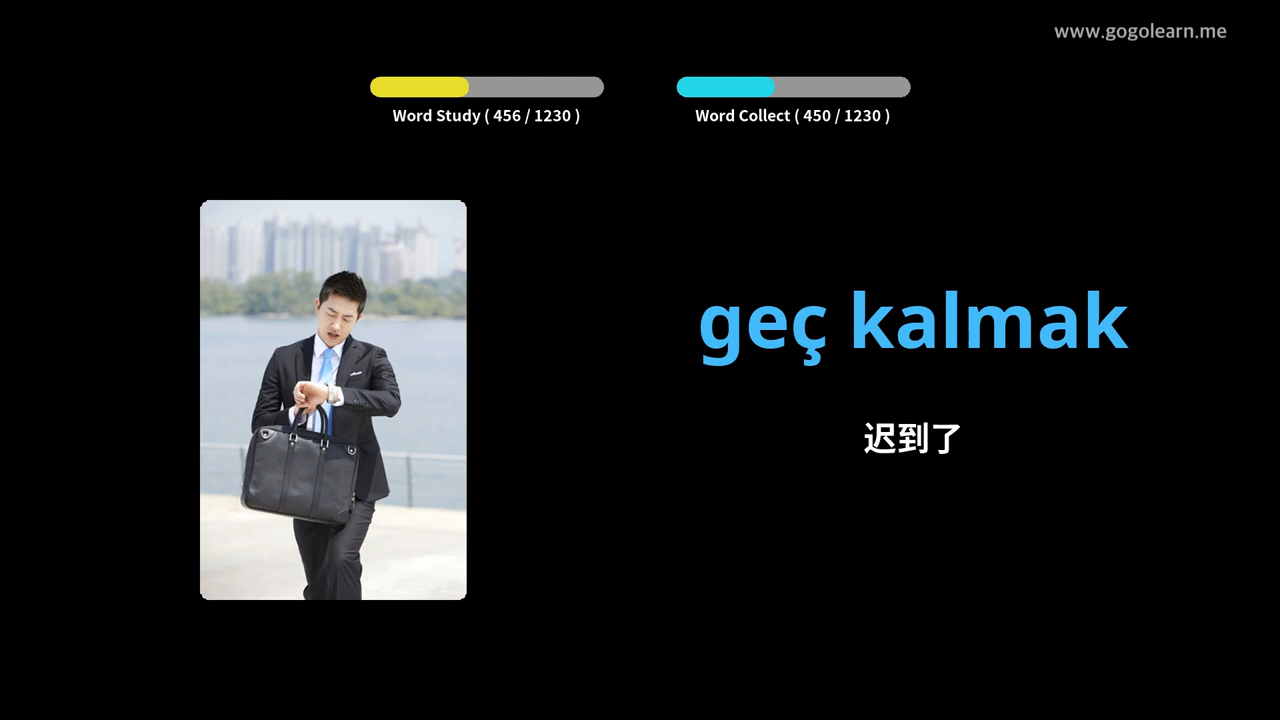 www.gogolearn.me
Word Study ( 456 / 1230 )
Word Collect ( 450 / 1230 )
geç kalmak
迟到了